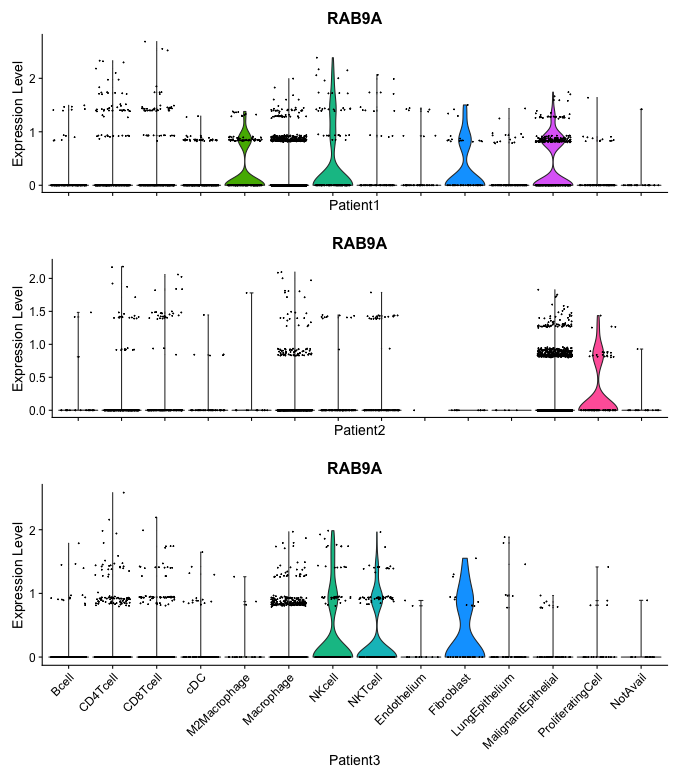 RAB9A
Expression Level
2
1
0
Patient1
RAB9A
Expression Level
2.0
1.5
1.0
0.5
0.0
Patient2
RAB9A
Expression Level
2
1
0
Bcell
CD4Tcell
CD8Tcell
cDC
M2Macrophage
Macrophage
NKcell
NKTcell
Endothelium
Fibroblast
LungEpithelium
MalignantEpithelial
ProliferatingCell
NotAvail
Patient3